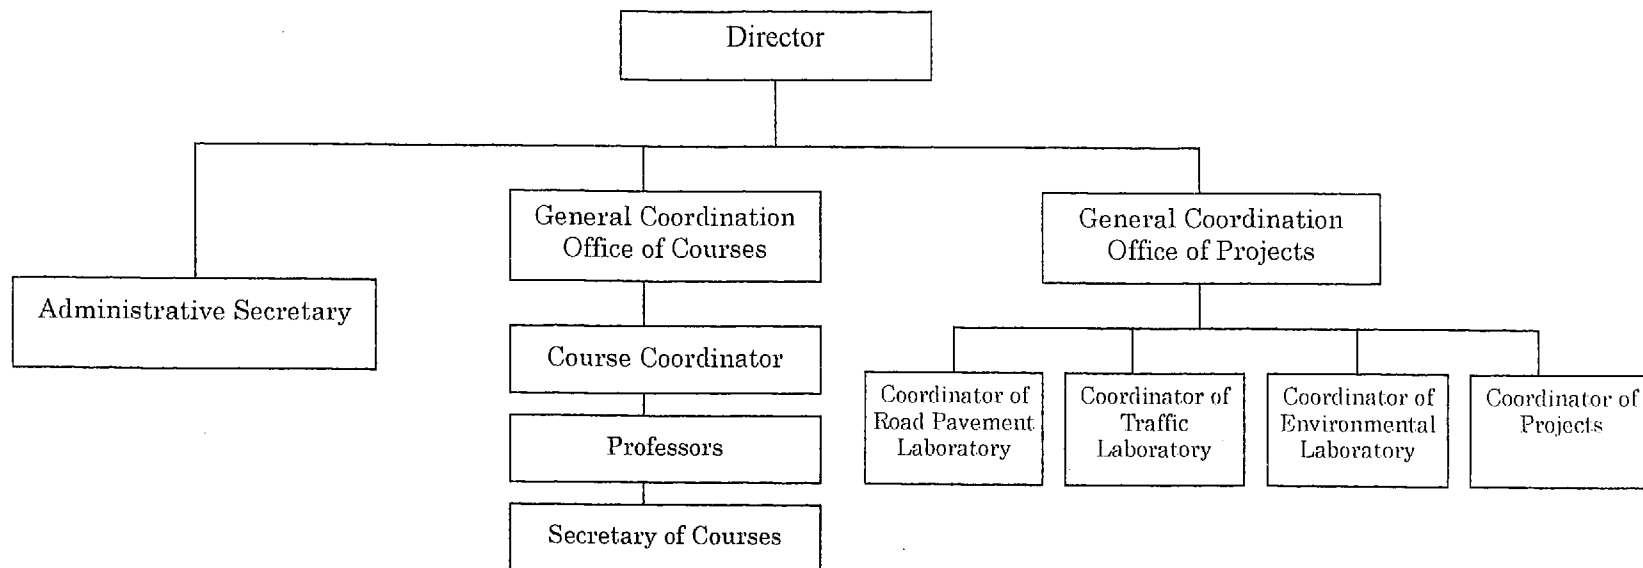 Director
General Coordination
Office of Courses
General Coordination
Office of Projects
Administrative Secretary
Course Coordinator
Professors
Secretary of Courses
Coordinator of
Road Pavement
Laboratory
Coordinator of
Traffic
Laboratory
Coordinator of
Environmental
Laboratory
Coordinator of
Projects